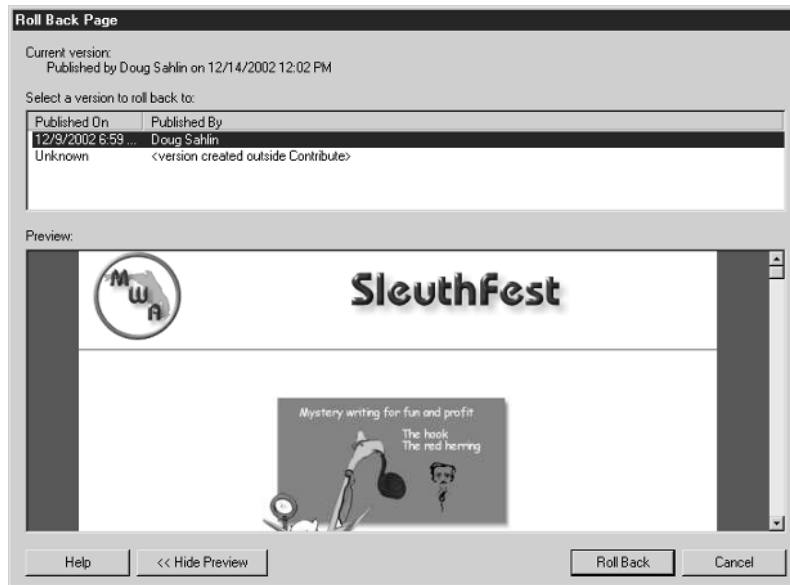 Roll Back Page
Current version:
Published by Doug Sahlin on 12/14/2002 12:02 PM
Select a version to roll back to:
Published On Published By
12/9/2002 6:59 ... Doug Sahlin
Unknown <version created outside Contribute>
Preview:
MWA
SleuthFest
Mystery writing for fun and profit
The hook
The red herring
Help << Hide Preview Roll Back Cancel